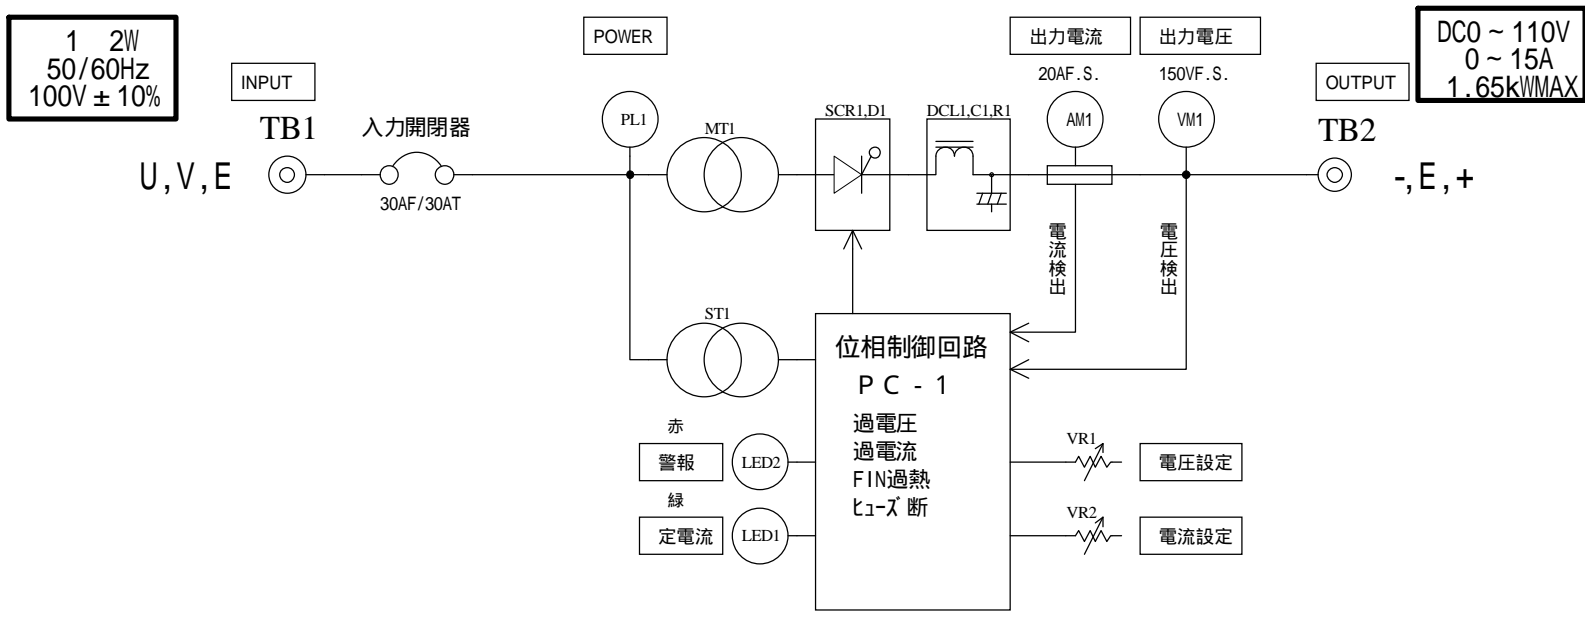 1 2W
50/60Hz
100V ± 10%
INPUT
TB1
U,V,E
入力開閉器
30AF/30AT
POWER
PL1
MT1
SCR1,D1
DCL1,C1,R1
出力電流
20AF.S.
AM1
出力電圧
150VF.S.
VM1
OUTPUT
DC0 ~ 110V
0 ~ 15A
1.65kWMAX
TB2
-,E,+
電流検出
電圧検出
ST1
位相制御回路
PC-1
過電圧
過電流
FIN過熱
ヒューズ断
赤
警報
LED2
緑
定電流
LED1
VR1
電圧設定
VR2
電流設定